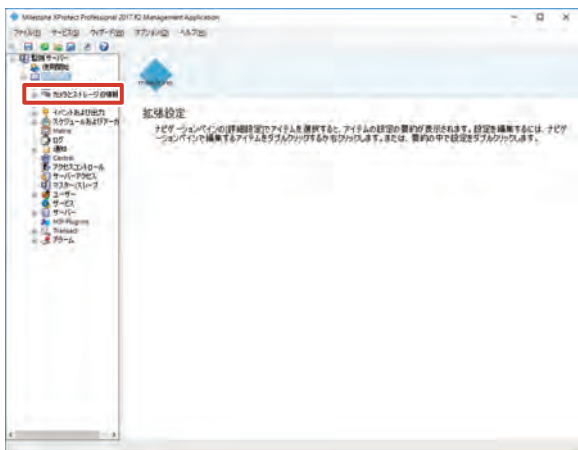 Milestone XProtect Professional 2017 R2 Management Application
ファイル(F) サービス(S) ウィザード(W) オプション(O) ヘルプ(H)
監視サーバー
使用開始
カメラとストレージの情報
イベントおよび出力
スケジュールおよびアーカ
Matrix
ログ
通知
Central
アクセスコントロール
サーバーアクセス
マスター/スレーブ
ユーザー
サービス
サーバー
MIP Plug-ins
Transact
アラーム
milestone
拡張設定
ナビゲーションペインの[詳細設定]でアイテムを選択すると、アイテムの設定の要約が表示されます。設定を編集するには、ナビゲ
ーションペインで編集するアイテムをダブルクリックするか右クリックします。または、要約の中で設定をダブルクリックします。